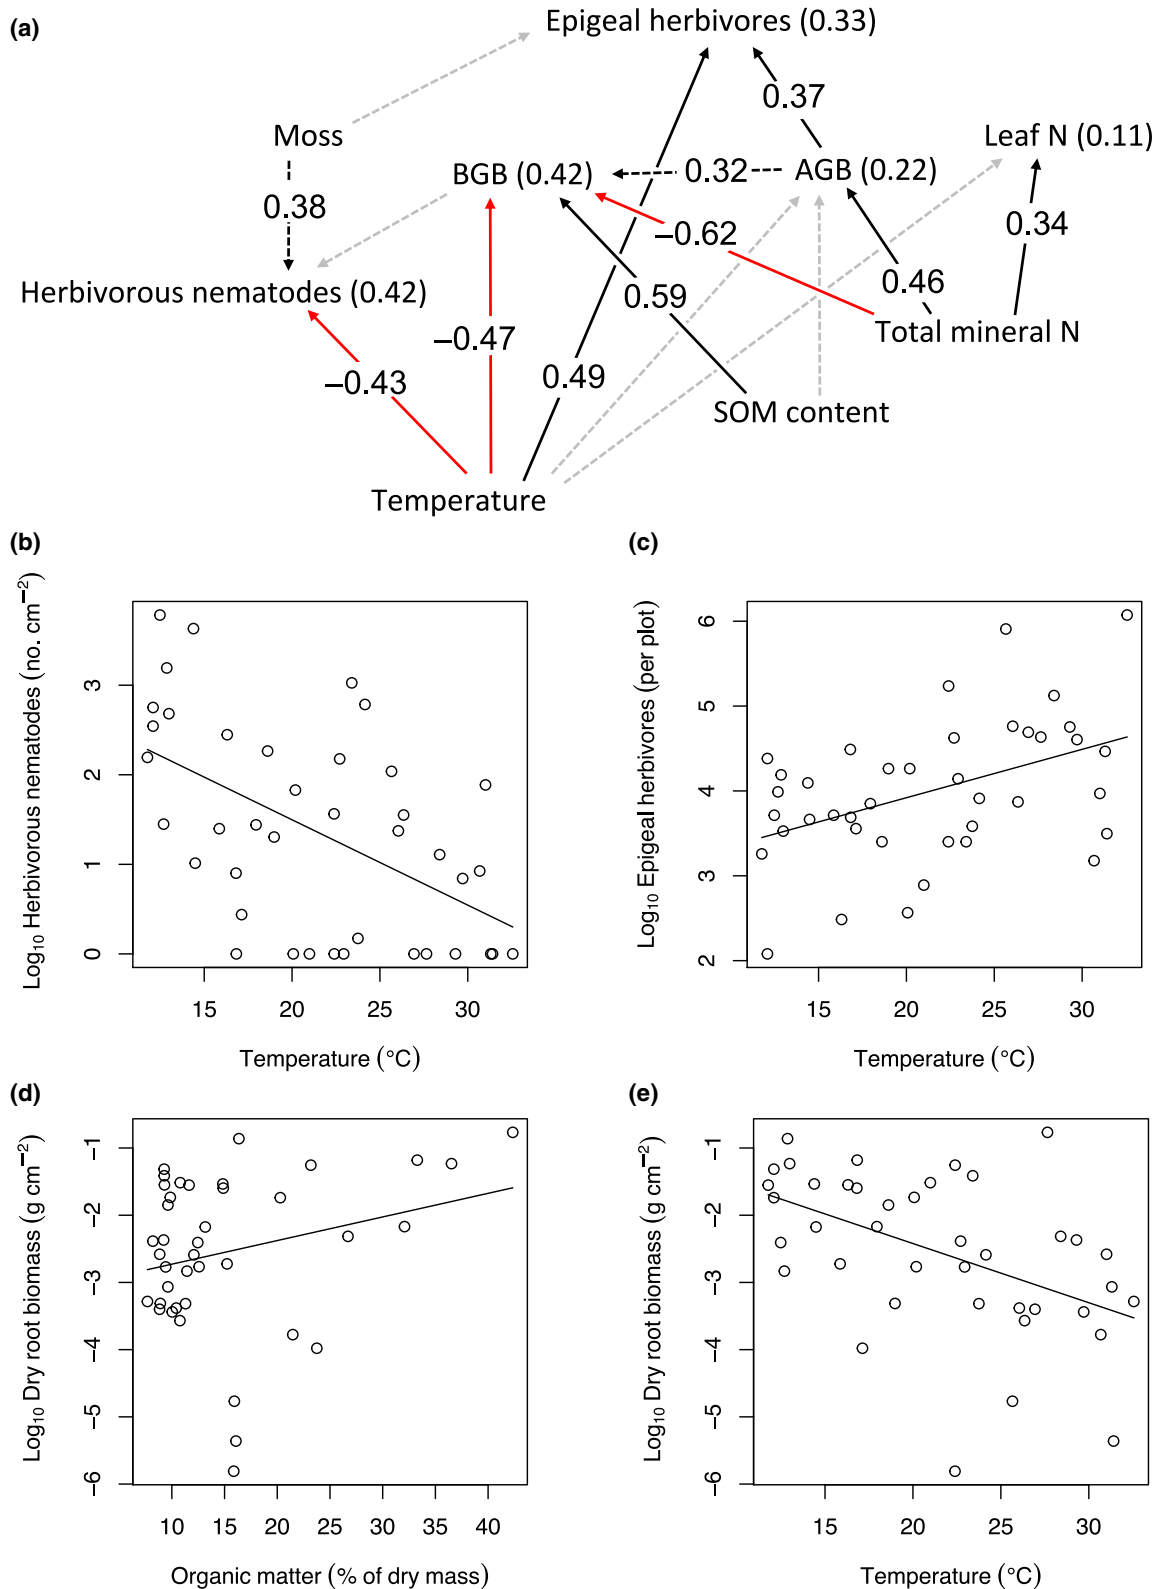 (a)
Epigeal herbivores (0.33)
0.37
Moss
Leaf N (0.11)
BGB (0.42)
0.32
AGB (0.22)
0.38
−0.62
0.34
Herbivorous nematodes (0.42)
0.59
0.46
−0.47
Total mineral N
−0.43
0.49
SOM content
Temperature
(b)
Log10 Herbivorous nematodes (no. cm−2)
3
2
1
0
15 20 25 30
Temperature (°C)
(c)
Log10 Epigeal herbivores (per plot)
6
5
4
3
2
15 20 25 30
Temperature (°C)
(d)
Log10 Dry root biomass (g cm−2)
−1
−2
−3
−4
−5
−6
10 15 20 25 30 35 40
Organic matter (% of dry mass)
(e)
Log10 Dry root biomass (g cm−2)
−1
−2
−3
−4
−5
−6
15 20 25 30
Temperature (°C)